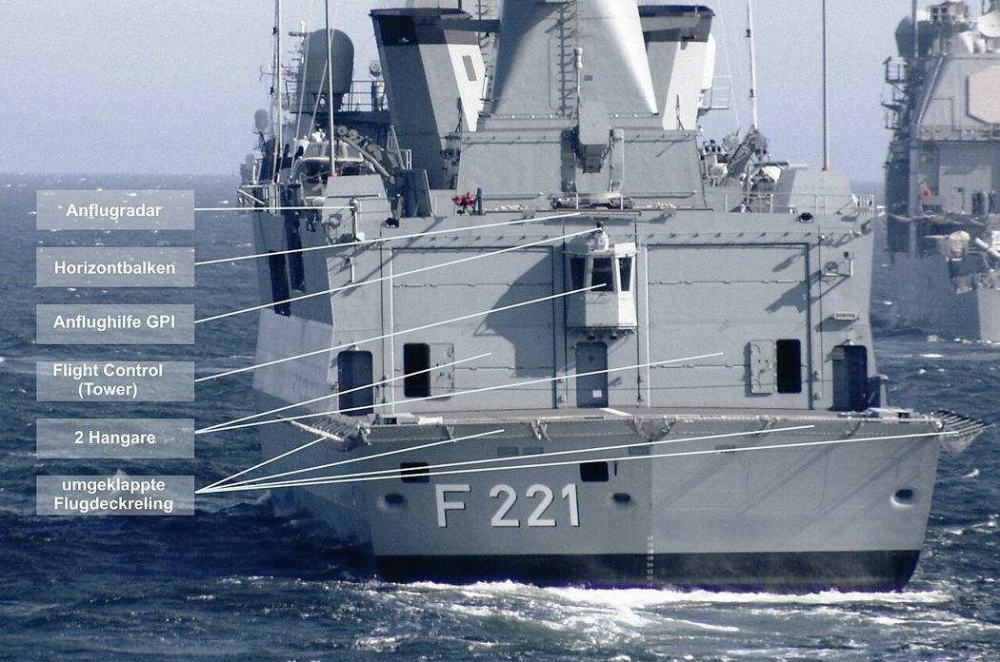 Anflugradar
Horizontbalken
Anflughilfe GPI
Flight Control
(Tower)
2 Hangare
umgeklappte
Flugdeckreling
F 221